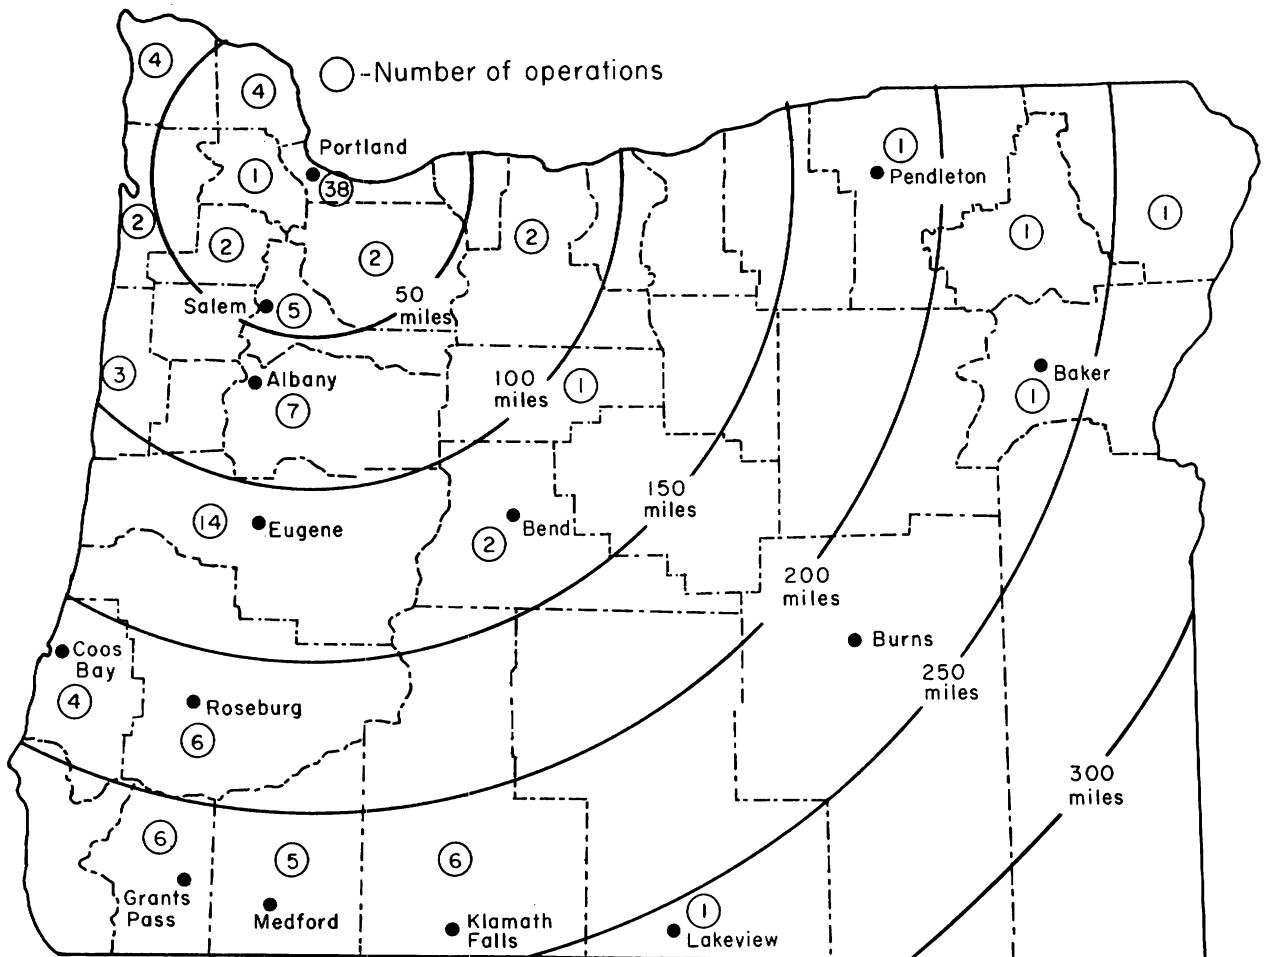 4
◯-Number of operations
4
Portland
38
1
1
Pendleton
2
2
2
2
1
1
Salem
5
50
miles
3
Albany
7
100
miles
1
Baker
1
14
Eugene
2
Bend
150
miles
200
miles
Coos
Bay
4
Roseburg
6
Burns
250
miles
300
miles
6
5
6
Grants
Pass
Medford
Klamath
Falls
1
Lakeview